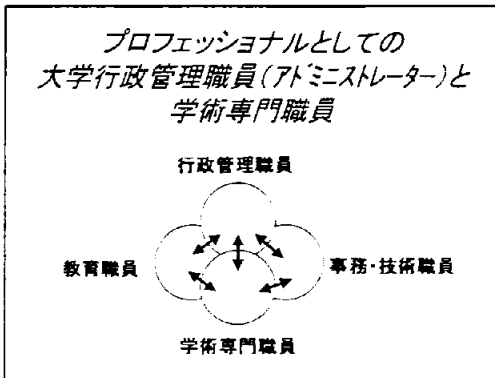 プロフェッショナルとしての
大学行政管理職員(アドミニストレーター)と
学術専門職員
行政管理職員
教育職員
事務・技術職員
学術専門職員